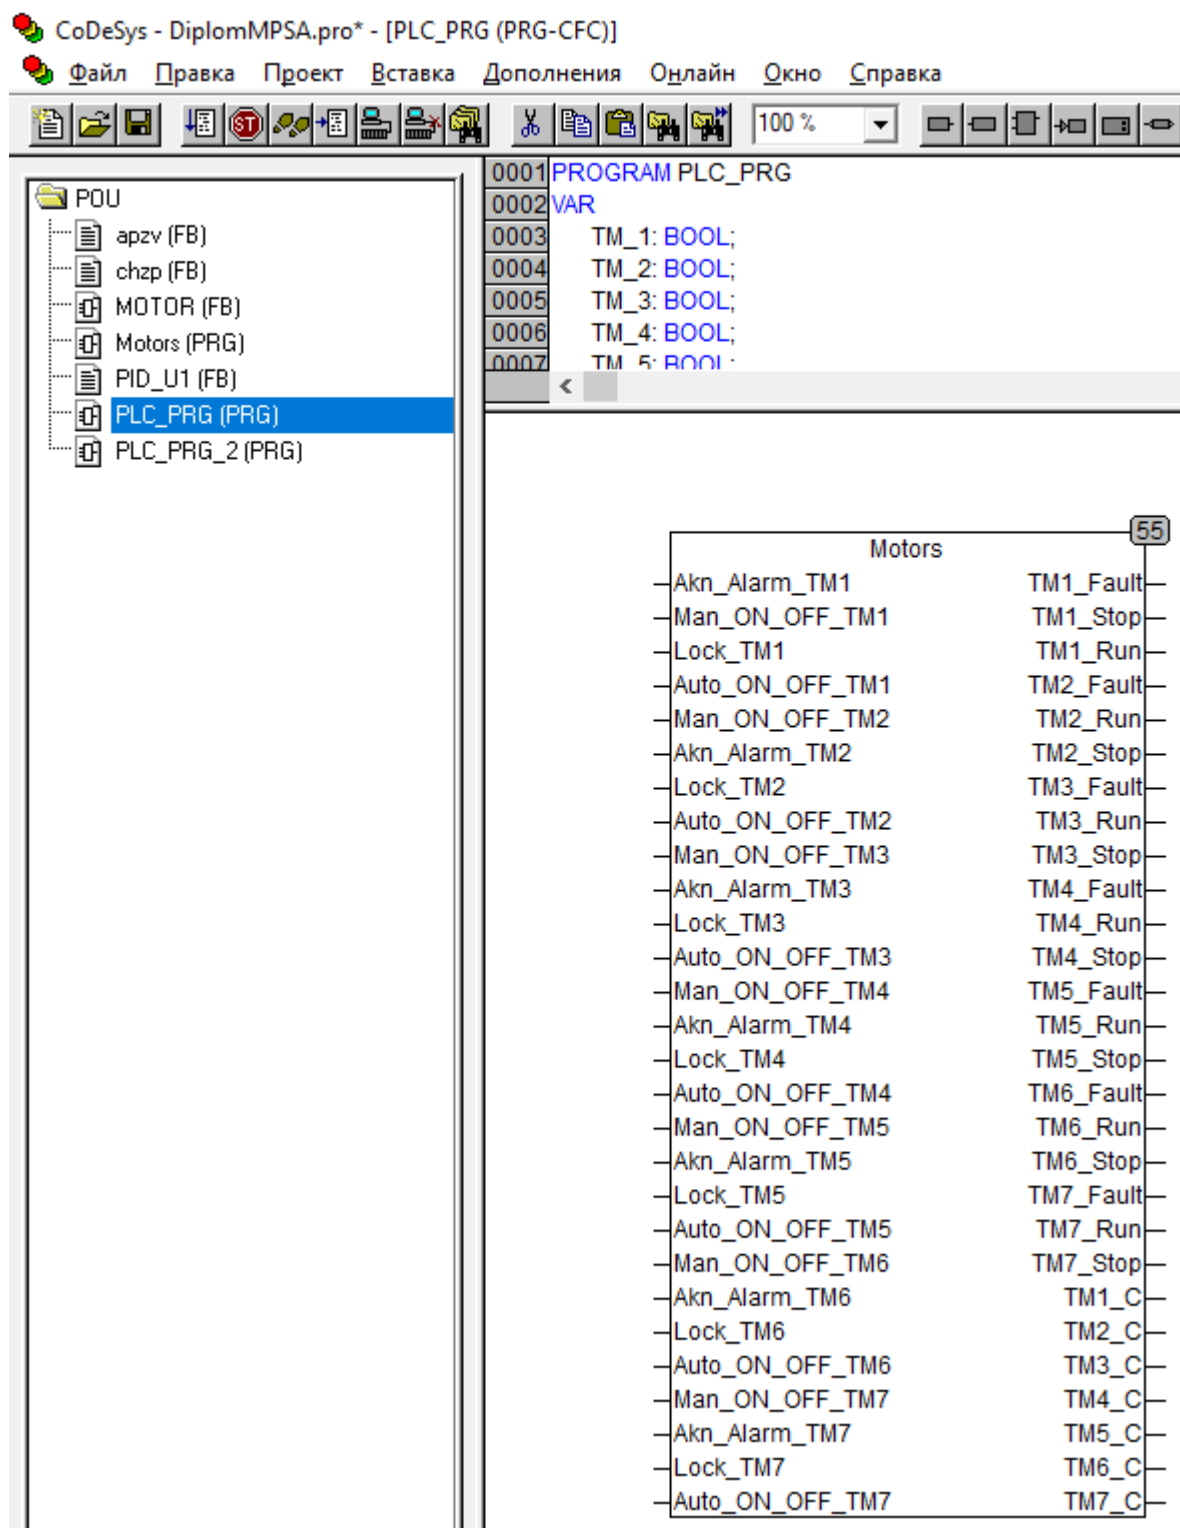 CoDeSys - DiplomMPSA.pro* - [PLC_PRG (PRG-CFC)]
Файл Правка Проект Вставка Дополнения Онлайн Окно Справка
ST 100 %
POU
apzv (FB)
chzp (FB)
MOTOR (FB)
Motors (PRG)
PID_U1 (FB)
PLC_PRG (PRG)
PLC_PRG_2 (PRG)
0001 PROGRAM PLC_PRG
0002 VAR
0003 TM_1: BOOL;
0004 TM_2: BOOL;
0005 TM_3: BOOL;
0006 TM_4: BOOL;
0007 TM_5: BOOL;
55
Motors
Akn_Alarm_TM1 TM1_Fault
Man_ON_OFF_TM1 TM1_Stop
Lock_TM1 TM1_Run
Auto_ON_OFF_TM1 TM2_Fault
Man_ON_OFF_TM2 TM2_Run
Akn_Alarm_TM2 TM2_Stop
Lock_TM2 TM3_Fault
Auto_ON_OFF_TM2 TM3_Run
Man_ON_OFF_TM3 TM3_Stop
Akn_Alarm_TM3 TM4_Fault
Lock_TM3 TM4_Run
Auto_ON_OFF_TM3 TM4_Stop
Man_ON_OFF_TM4 TM5_Fault
Akn_Alarm_TM4 TM5_Run
Lock_TM4 TM5_Stop
Auto_ON_OFF_TM4 TM6_Fault
Man_ON_OFF_TM5 TM6_Run
Akn_Alarm_TM5 TM6_Stop
Lock_TM5 TM7_Fault
Auto_ON_OFF_TM5 TM7_Run
Man_ON_OFF_TM6 TM7_Stop
Akn_Alarm_TM6 TM1_C
Lock_TM6 TM2_C
Auto_ON_OFF_TM6 TM3_C
Man_ON_OFF_TM7 TM4_C
Akn_Alarm_TM7 TM5_C
Lock_TM7 TM6_C
Auto_ON_OFF_TM7 TM7_C